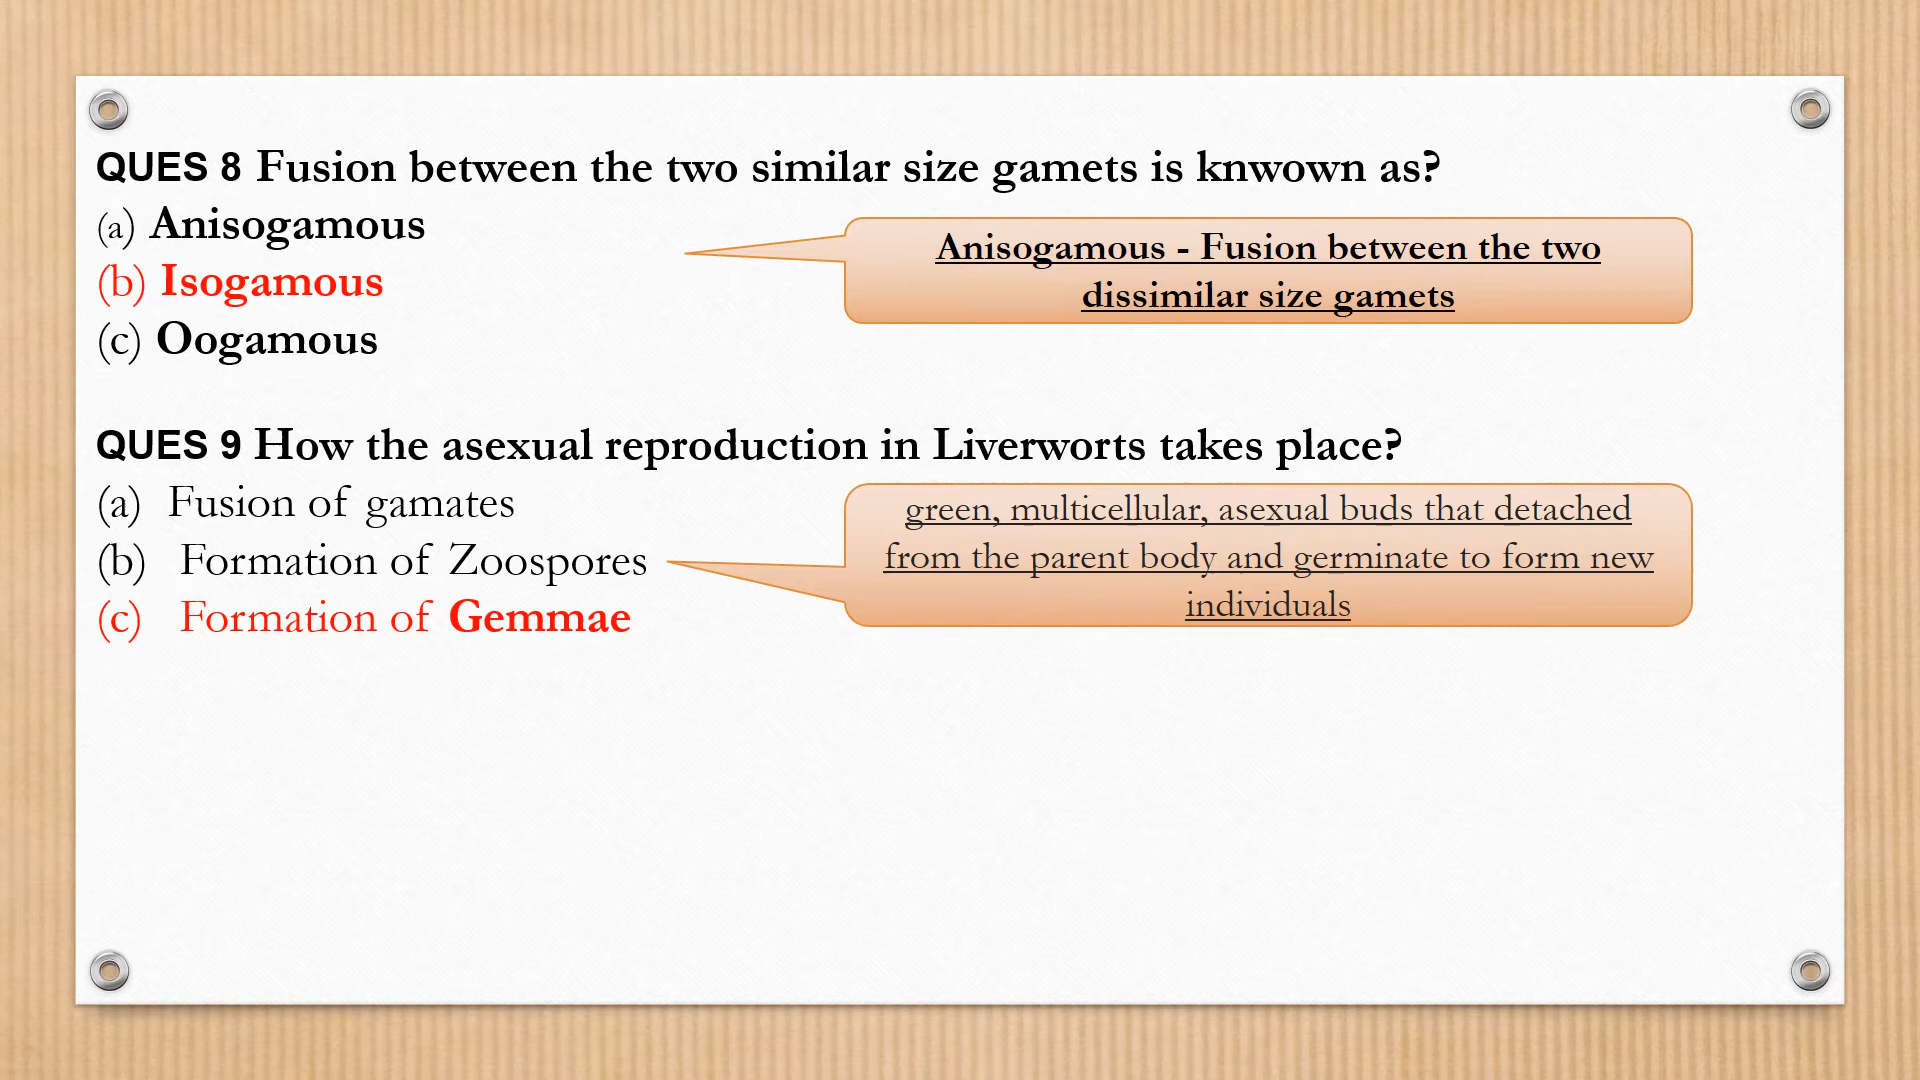 QUES 8 Fusion between the two similar size gamets is knwown as?
(a) Anisogamous
(b) Isogamous
(c) Oogamous
Anisogamous - Fusion between the two
dissimilar size gamets
QUES 9 How the asexual reproduction in Liverworts takes place?
(a) Fusion of gamates
(b) Formation of Zoospores
(c) Formation of Gemmae
green, multicellular, asexual buds that detached
from the parent body and germinate to form new
individuals